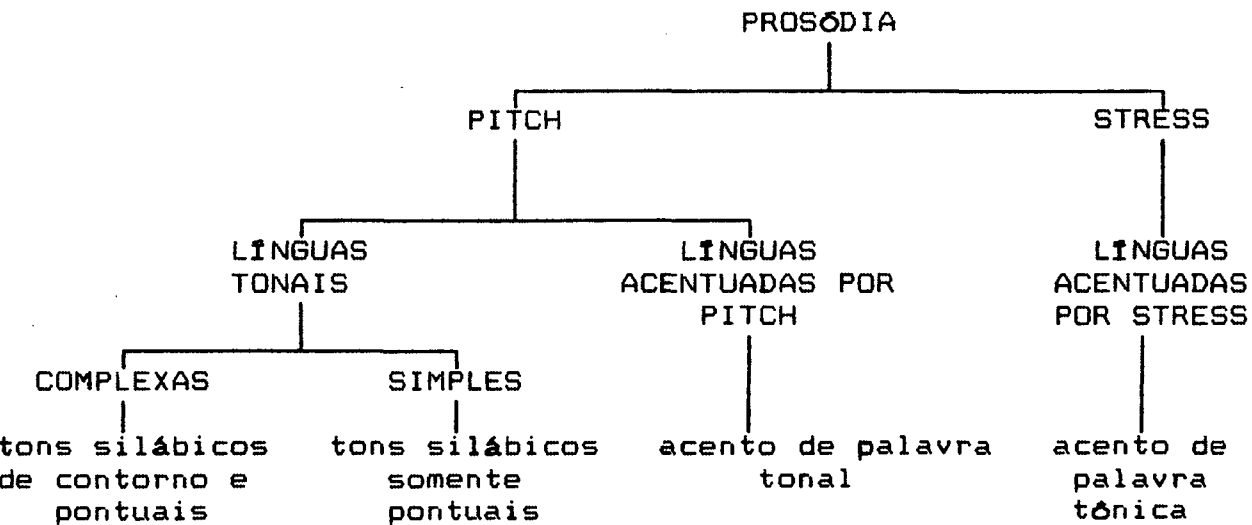 PROSÓDIA
PITCH
STRESS
LÍNGUAS
TONAIS
LÍNGUAS
ACENTUADAS POR
PITCH
LÍNGUAS
ACENTUADAS
POR STRESS
COMPLEXAS
SIMPLES
tons silábicos
de contorno e
pontuais
tons silábicos
somente
pontuais
acento de palavra
tonal
acento de
palavra
tônica